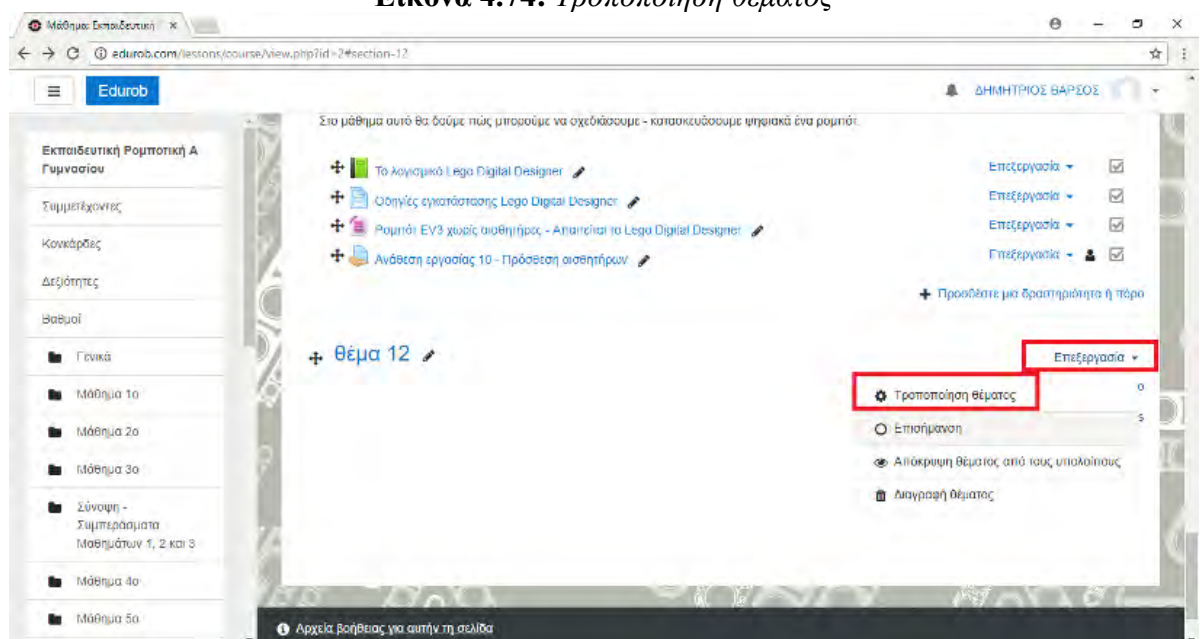 Εικόνα 4.74: Τροποποίηση θέματος
Μάθημα: Εκπαιδευτική
edurob.com/lessons/course/view.php?id=2#section-12
Edurob
ΔΗΜΗΤΡΙΟΣ ΒΑΡΣΟΣ
Στο μάθημα αυτό θα δούμε πώς μπορούμε να σχεδιάσουμε - κατασκευάσουμε ψηφιακά ένα ρομπότ.
Εκπαιδευτική Ρομποτική Α
Γυμνασίου
Συμμετέχοντες
Κονκάρδες
Δεξιότητες
Βαθμοί
Γενικά
Μάθημα 1ο
Μάθημα 2ο
Μάθημα 3ο
Σύνοψη -
Συμπεράσματα
Μαθημάτων 1, 2 και 3
Μάθημα 4ο
Μάθημα 5ο
Το λογισμικό Lego Digital Designer Επεξεργασία
Οδηγίες εγκατάστασης Lego Digital Designer Επεξεργασία
Ρομπότ EV3 χωρίς αισθητήρες - Απαιτείται το Lego Digital Designer Επεξεργασία
Ανάθεση εργασίας 10 - Πρόσθεση αισθητήρων Επεξεργασία
Προσθέστε μια δραστηριότητα ή πόρο
Θέμα 12 Επεξεργασία
Τροποποίηση θέματος
Επισήμανση
Απόκρυψη θέματος από τους υπολοίπους
Διαγραφή θέματος
Αρχεία βοήθειας για αυτήν τη σελίδα